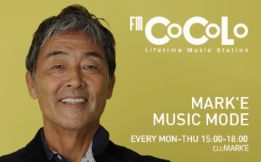 FM COCOLO
Lifetime Music Station
MARK'E
MUSIC MODE
EVERY MON-THU 15:00-18:00
DJ:MARK'E